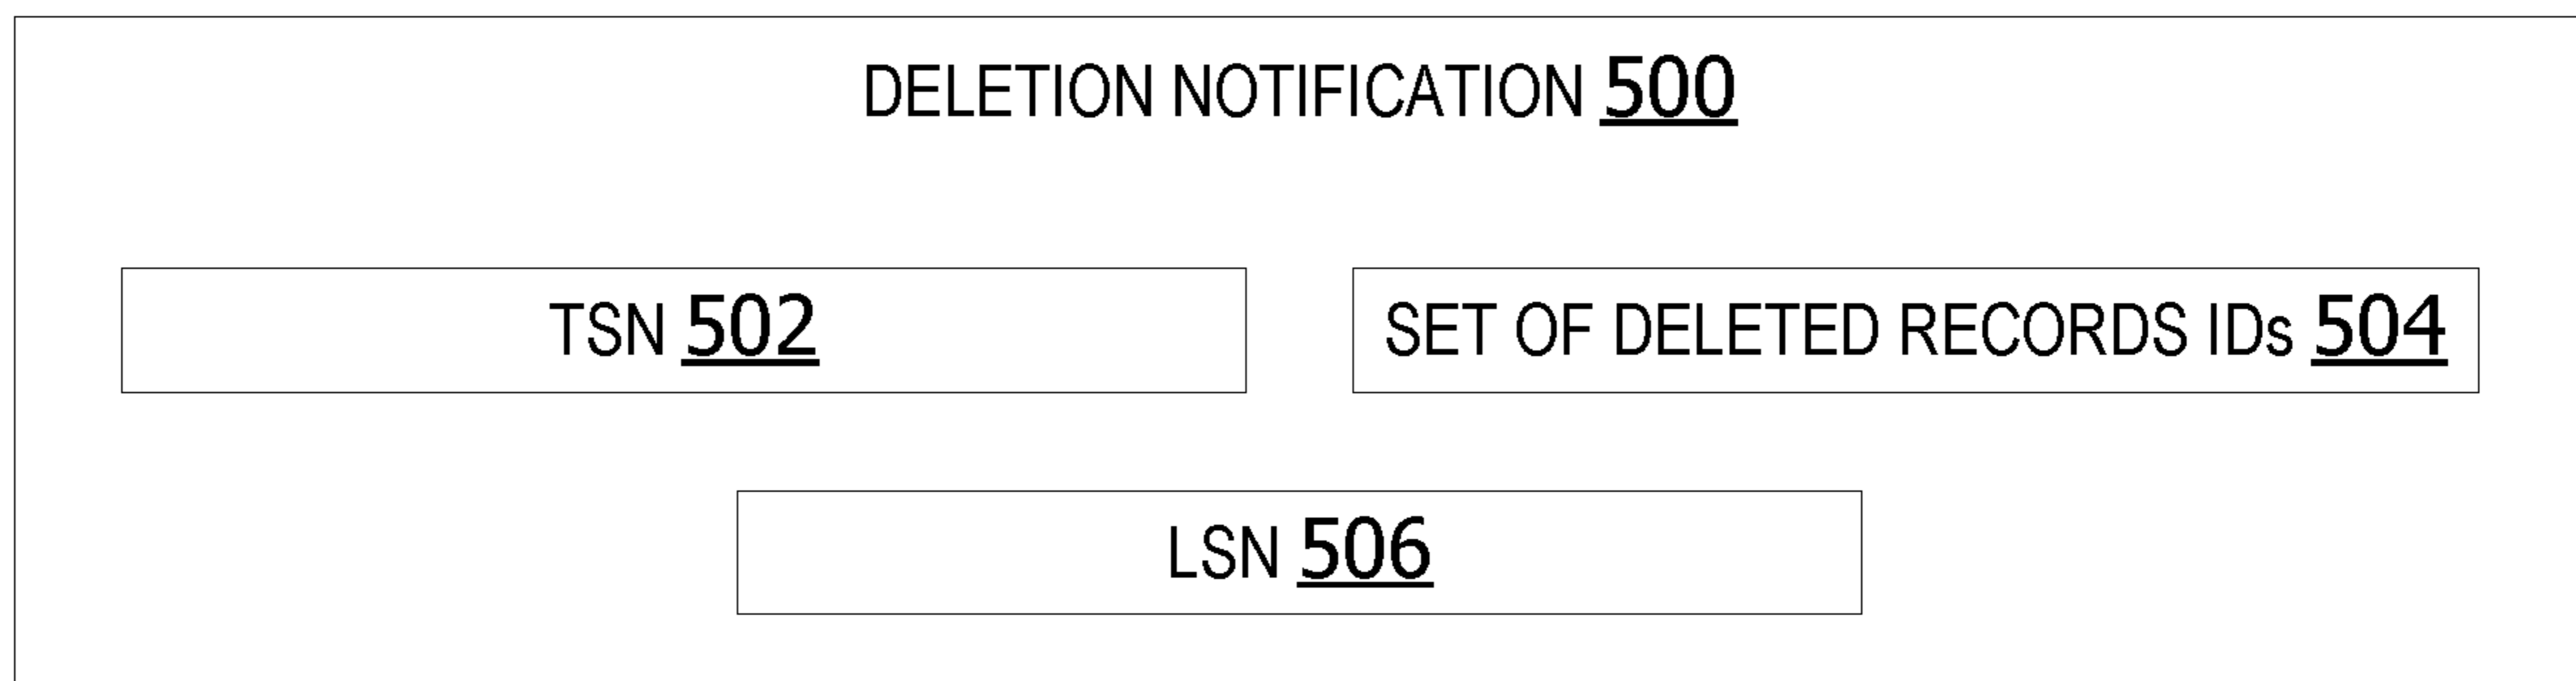 DELETION NOTIFICATION 500
TSN 502
SET OF DELETED RECORDS IDs 504
LSN 506